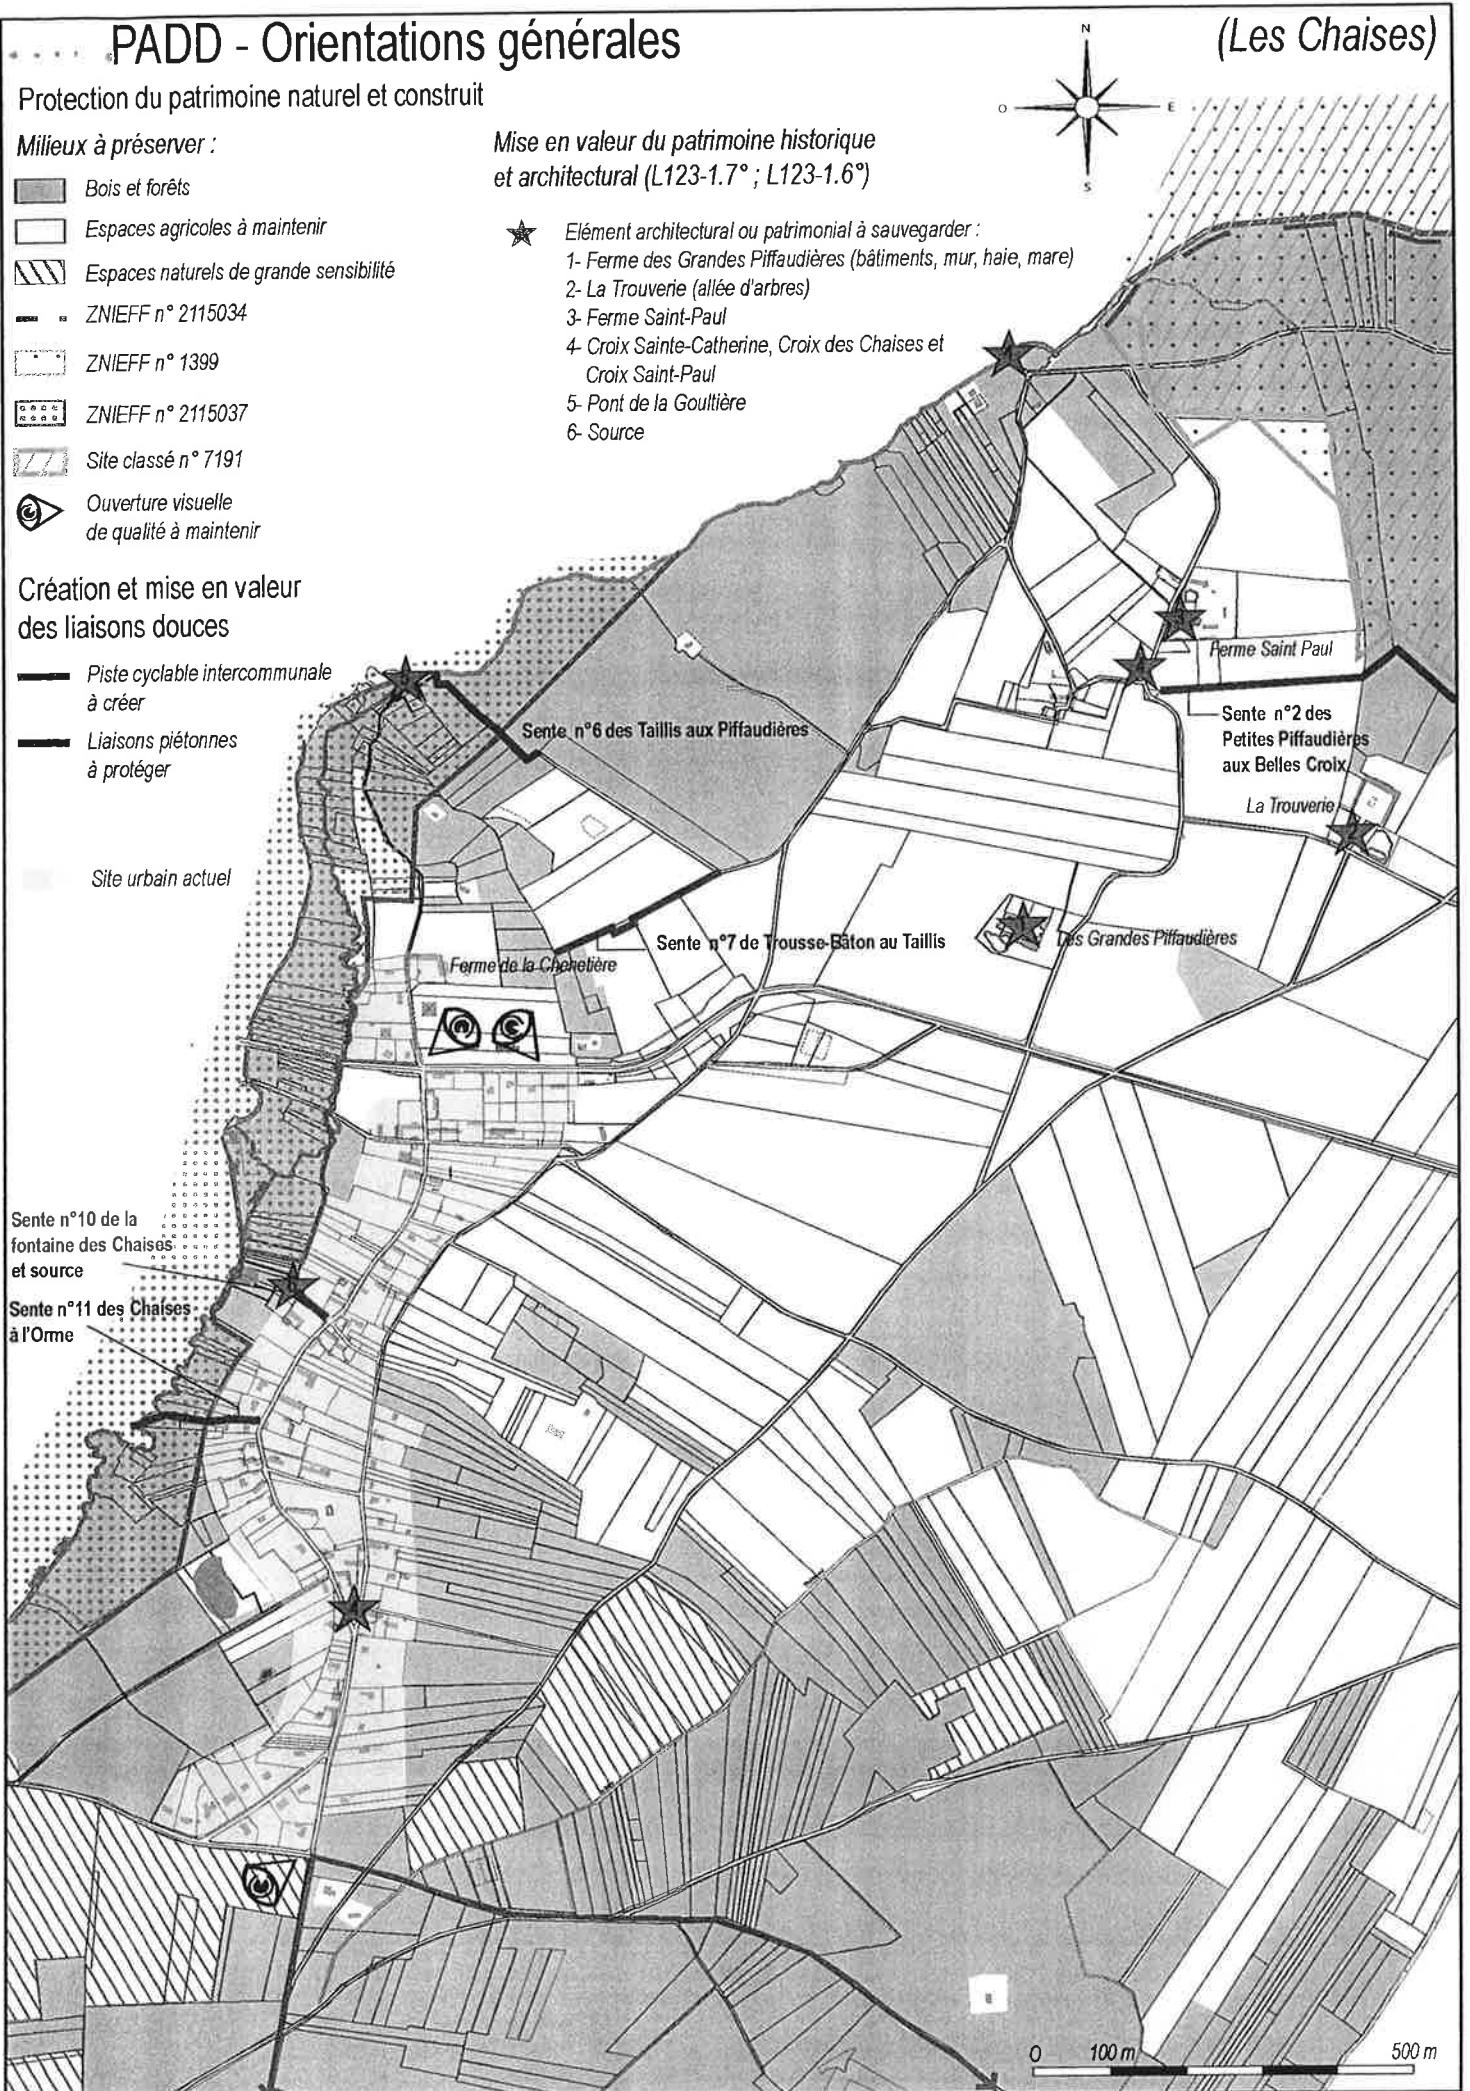 PADD - Orientations générales
(Les Chaises)
Protection du patrimoine naturel et construit
Milieux à préserver :
Bois et forêts
Espaces agricoles à maintenir
Espaces naturels de grande sensibilité
ZNIEFF n° 2115034
ZNIEFF n° 1399
ZNIEFF n° 2115037
Site classé n° 7191
Ouverture visuelle
de qualité à maintenir
Création et mise en valeur
des liaisons douces
Piste cyclable intercommunale
à créer
Liaisons piétonnes
à protéger
Site urbain actuel
Mise en valeur du patrimoine historique
et architectural (L123-1.7° ; L123-1.6°)
Elément architectural ou patrimonial à sauvegarder :
1- Ferme des Grandes Piffaudières (bâtiments, mur, haie, mare)
2- La Trouverie (allée d'arbres)
3- Ferme Saint-Paul
4- Croix Sainte-Catherine, Croix des Chaises et
Croix Saint-Paul
5- Pont de la Goultière
6- Source
N
O
E
S
Ferme Saint Paul
Sente n°2 des
Petites Piffaudières
aux Belles Croix
La Trouverie
Sente n°6 des Taillis aux Piffaudières
Sente n°7 de Trousse-Bâton au Taillis
Les Grandes Piffaudières
Ferme de la Chenetière
Sente n°10 de la
fontaine des Chaises
et source
Sente n°11 des Chaises
à l'Orme
0
100 m
500 m